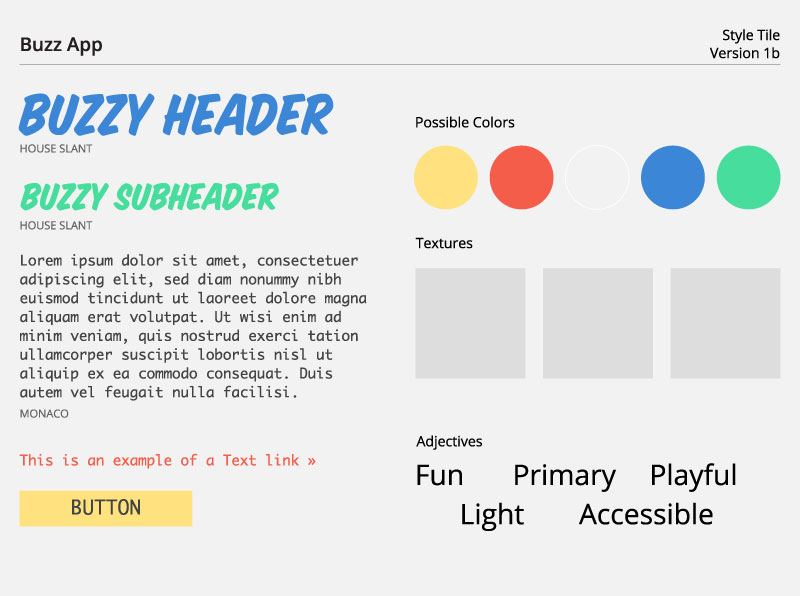 Buzz App
Style Tile
Version 1b
BUZZY HEADER
HOUSE SLANT
BUZZY SUBHEADER
HOUSE SLANT
Lorem ipsum dolor sit amet, consectetuer
adipiscing elit, sed diam nonummy nibh
euismod tincidunt ut laoreet dolore magna
aliquam erat volutpat. Ut wisi enim ad
minim veniam, quis nostrud exerci tation
ullamcorper suscipit lobortis nisl ut
aliquip ex ea commodo consequat. Duis
autem vel feugait nulla facilisi.
MONACO
This is an example of a Text link »
BUTTON
Possible Colors
Textures
Adjectives
Fun Primary Playful
Light Accessible